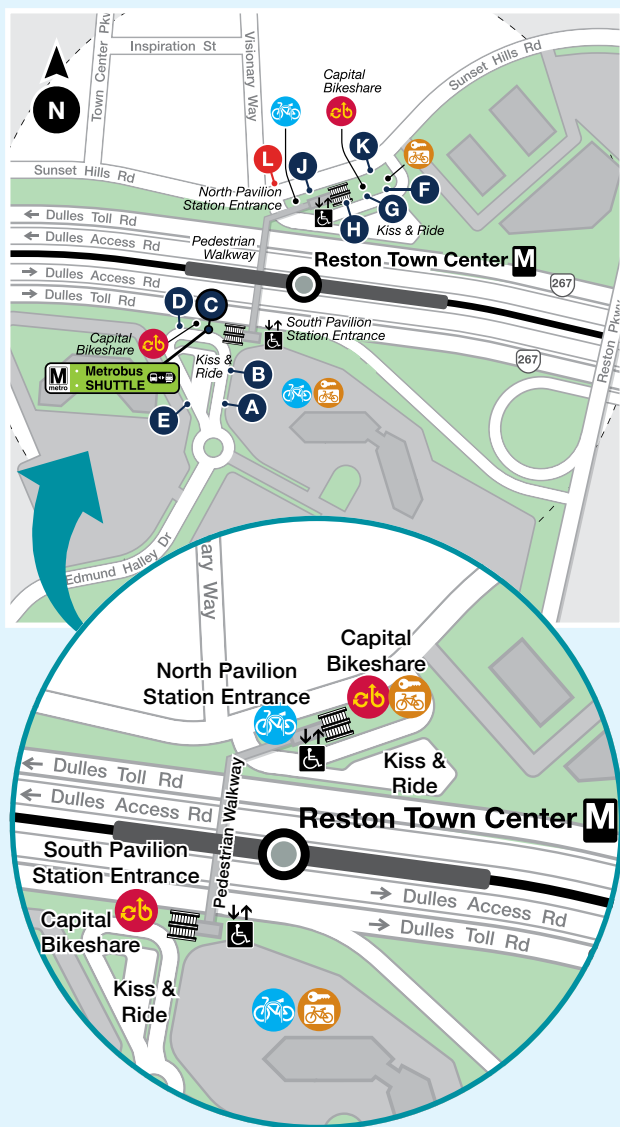 Town Center Pkwy
Inspiration St
Visionary Way
Sunset Hills Rd
N
Capital
Bikeshare
L
J
K
F
G
H
Sunset Hills Rd
North Pavilion
Station Entrance
Kiss & Ride
Dulles Toll Rd
Dulles Access Rd
Pedestrian
Walkway
Reston Town Center M
267
Dulles Access Rd
Dulles Toll Rd
D
C
South Pavilion
Station Entrance
Capital
Bikeshare
267
Reston Pkwy
M
metro
Metrobus
SHUTTLE
Kiss &
Ride
B
A
E
Edmund Halley Dr
nary Way
Capital
Bikeshare
North Pavilion
Station Entrance
Kiss &
Ride
Dulles Toll Rd
Dulles Access Rd
Pedestrian Walkway
Reston Town Center M
South Pavilion
Station Entrance
Dulles Access Rd
Dulles Toll Rd
Capital
Bikeshare
Kiss &
Ride